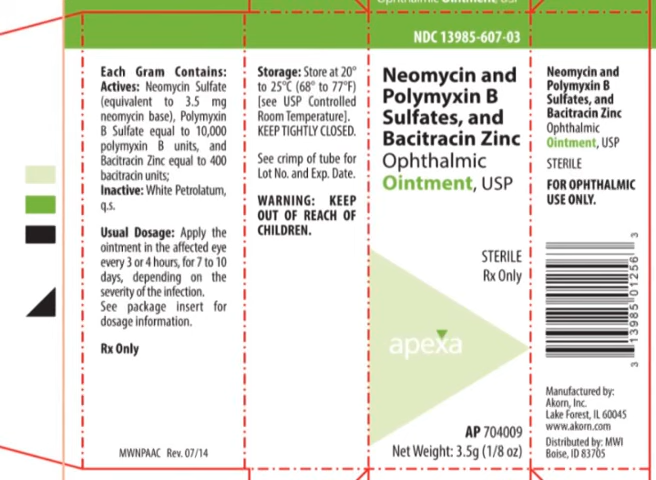 Ophthalmic Ointment, USP
NDC 13985-607-03
Each Gram Contains:
Actives: Neomycin Sulfate
(equivalent to 3.5 mg
neomycin base), Polymyxin
B Sulfate equal to 10,000
polymyxin B units, and
Bacitracin Zinc equal to 400
bacitracin units;
Inactive: White Petrolatum,
q.s.
Usual Dosage: Apply the
ointment in the affected eye
every 3 or 4 hours, for 7 to 10
days, depending on the
severity of the infection.
See package insert for
dosage information.
Rx Only
MWNPAAC Rev. 07/14
Storage: Store at 20°
to 25°C (68° to 77°F)
[see USP Controlled
Room Temperature].
KEEP TIGHTLY CLOSED.
See crimp of tube for
Lot No. and Exp. Date.
WARNING: KEEP
OUT OF REACH OF
CHILDREN.
Neomycin and
Polymyxin B
Sulfates, and
Bacitracin Zinc
Ophthalmic
Ointment, USP
STERILE
Rx Only
apexa
AP 704009
Net Weight: 3.5g (1/8 oz)
Neomycin and
Polymyxin B
Sulfates, and
Bacitracin Zinc
Ophthalmic
Ointment, USP
STERILE
FOR OPHTHALMIC
USE ONLY.
3 13985 01256 3
Manufactured by:
Akorn, Inc.
Lake Forest, IL 60045
www.akorn.com
Distributed by: MWI
Boise, ID 83705